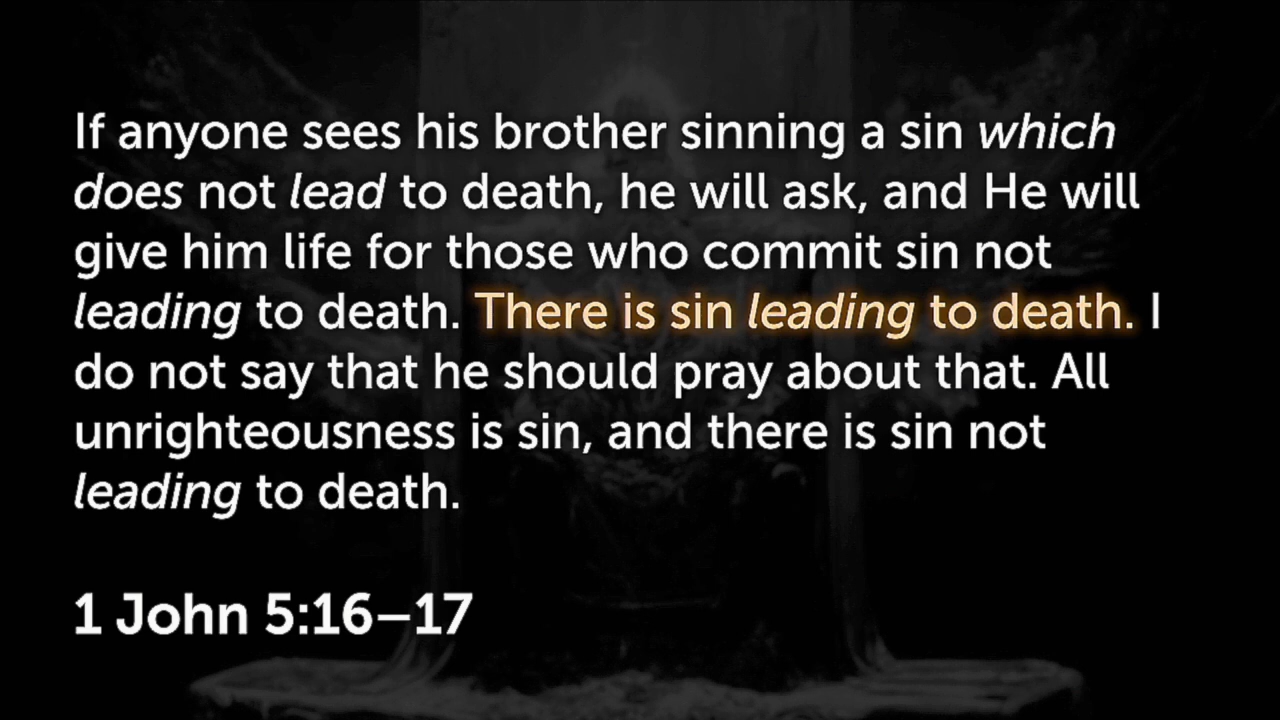 If anyone sees his brother sinning a sin which
does not lead to death, he will ask, and He will
give him life for those who commit sin not
leading to death. There is sin leading to death. I
do not say that he should pray about that. All
unrighteousness is sin, and there is sin not
leading to death.
1 John 5:16–17